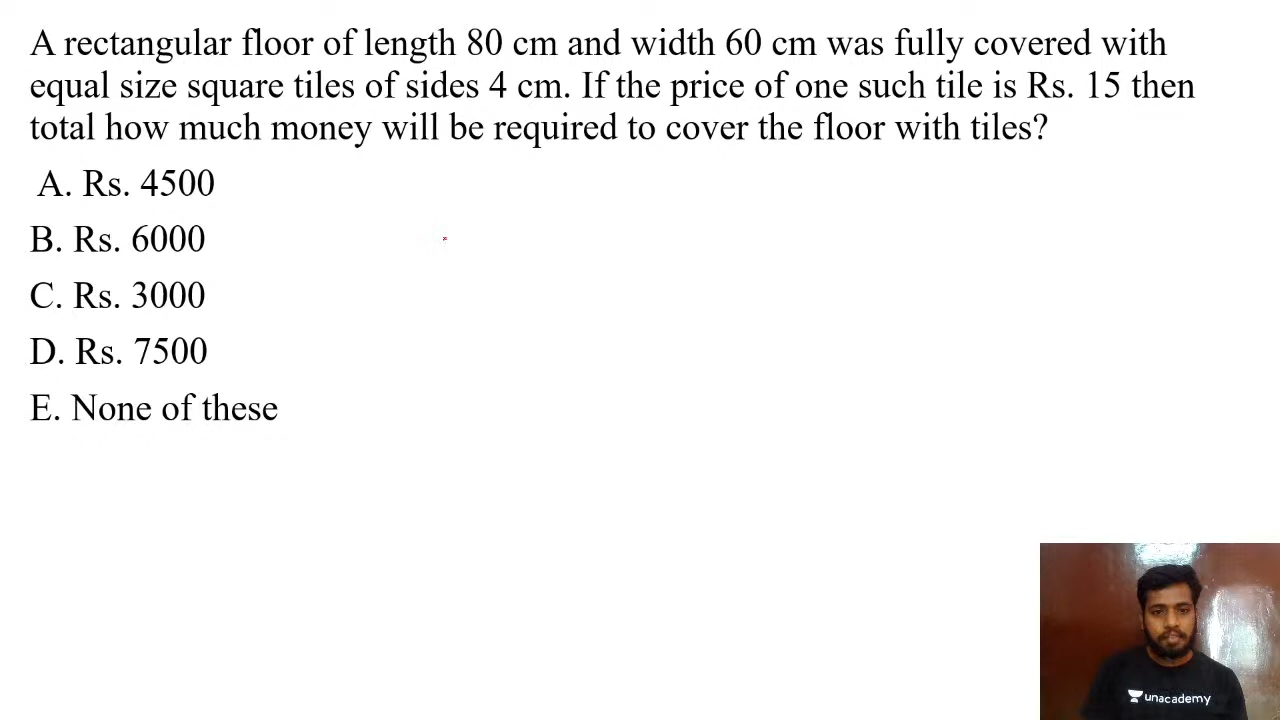 A rectangular floor of length 80 cm and width 60 cm was fully covered with
equal size square tiles of sides 4 cm. If the price of one such tile is Rs. 15 then
total how much money will be required to cover the floor with tiles?
A. Rs. 4500
B. Rs. 6000
C. Rs. 3000
D. Rs. 7500
E. None of these
unacademy